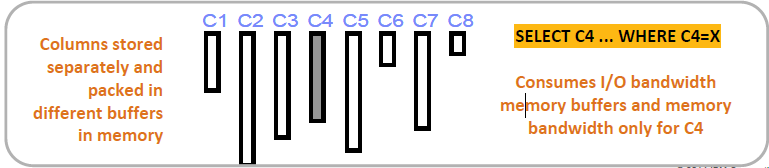 C1 C2 C3 C4 C5 C6 C7 C8
Columns stored
separately and
packed in
different buffers
in memory
SELECT C4 ... WHERE C4=X
Consumes I/O bandwidth
memory buffers and memory
bandwidth only for C4